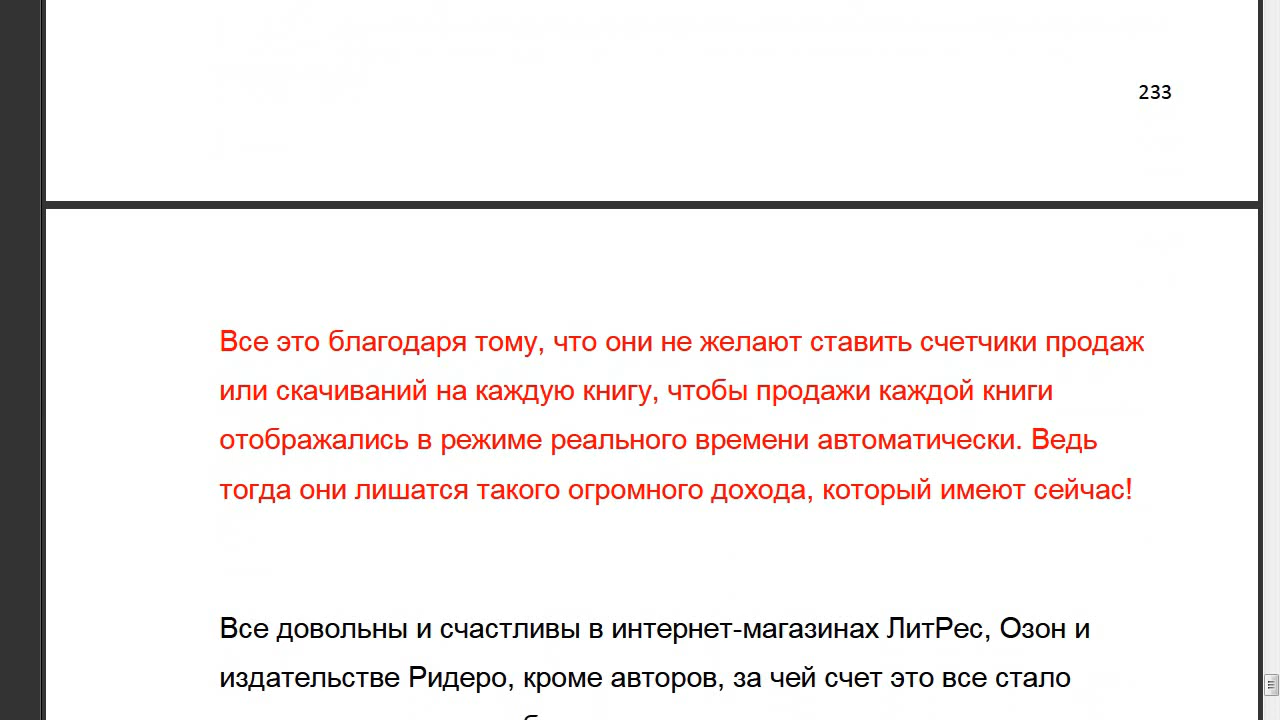 233
Все это благодаря тому, что они не желают ставить счетчики продаж
или скачиваний на каждую книгу, чтобы продажи каждой книги
отображались в режиме реального времени автоматически. Ведь
тогда они лишатся такого огромного дохода, который имеют сейчас!
Все довольны и счастливы в интернет-магазинах ЛитРес, Озон и
издательстве Ридеро, кроме авторов, за чей счет это все стало